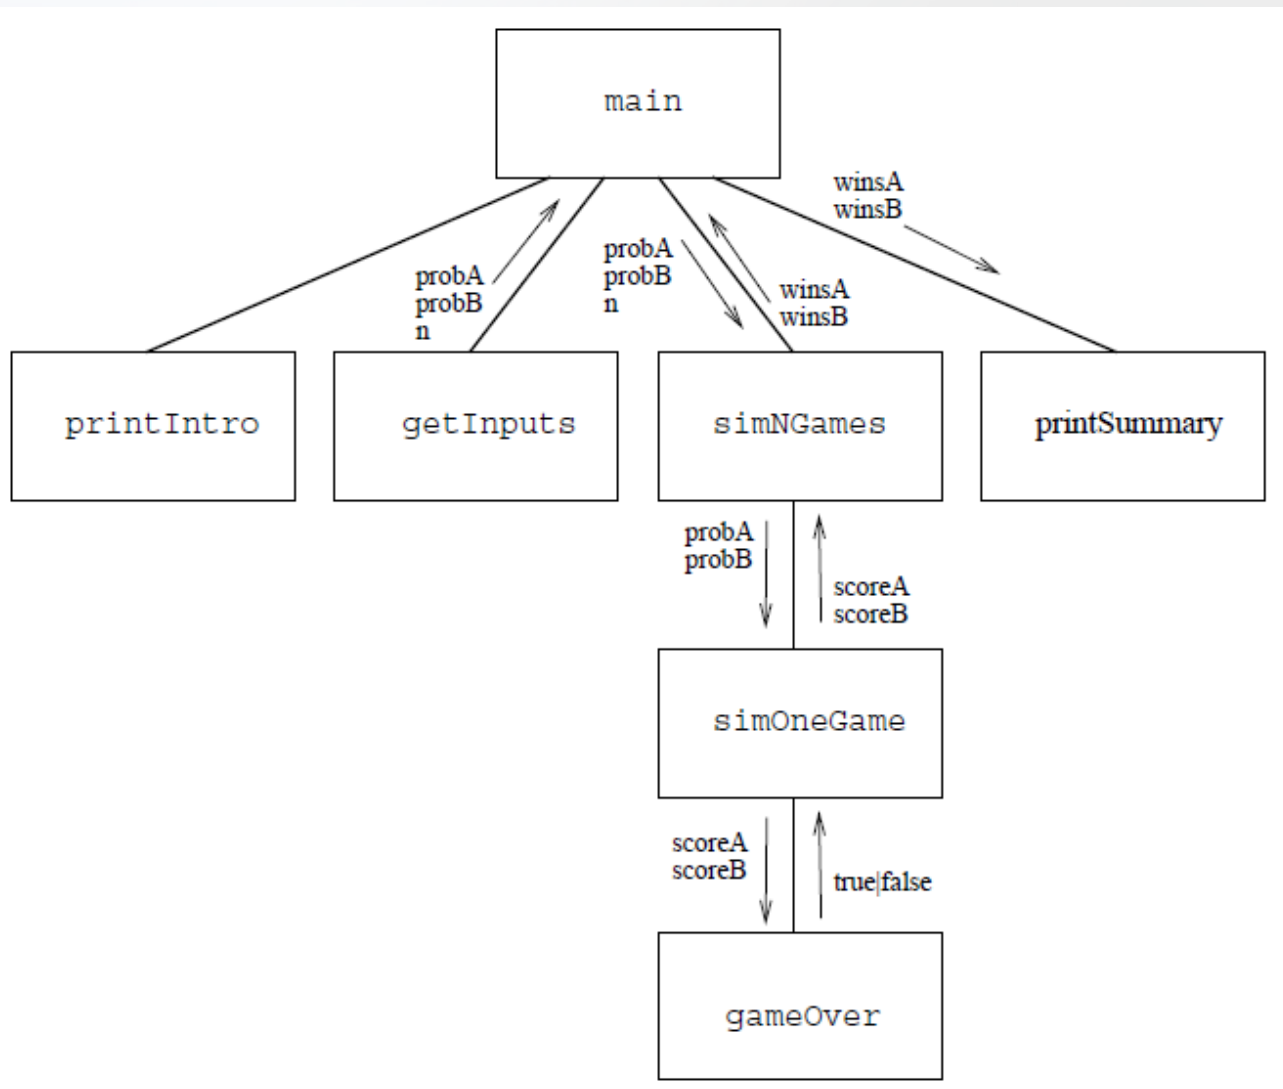 main
winsA
winsB
probA
probB
n
probA
probB
n
winsA
winsB
printIntro
getInputs
simNGames
printSummary
probA
probB
scoreA
scoreB
simOneGame
scoreA
scoreB
true|false
gameOver